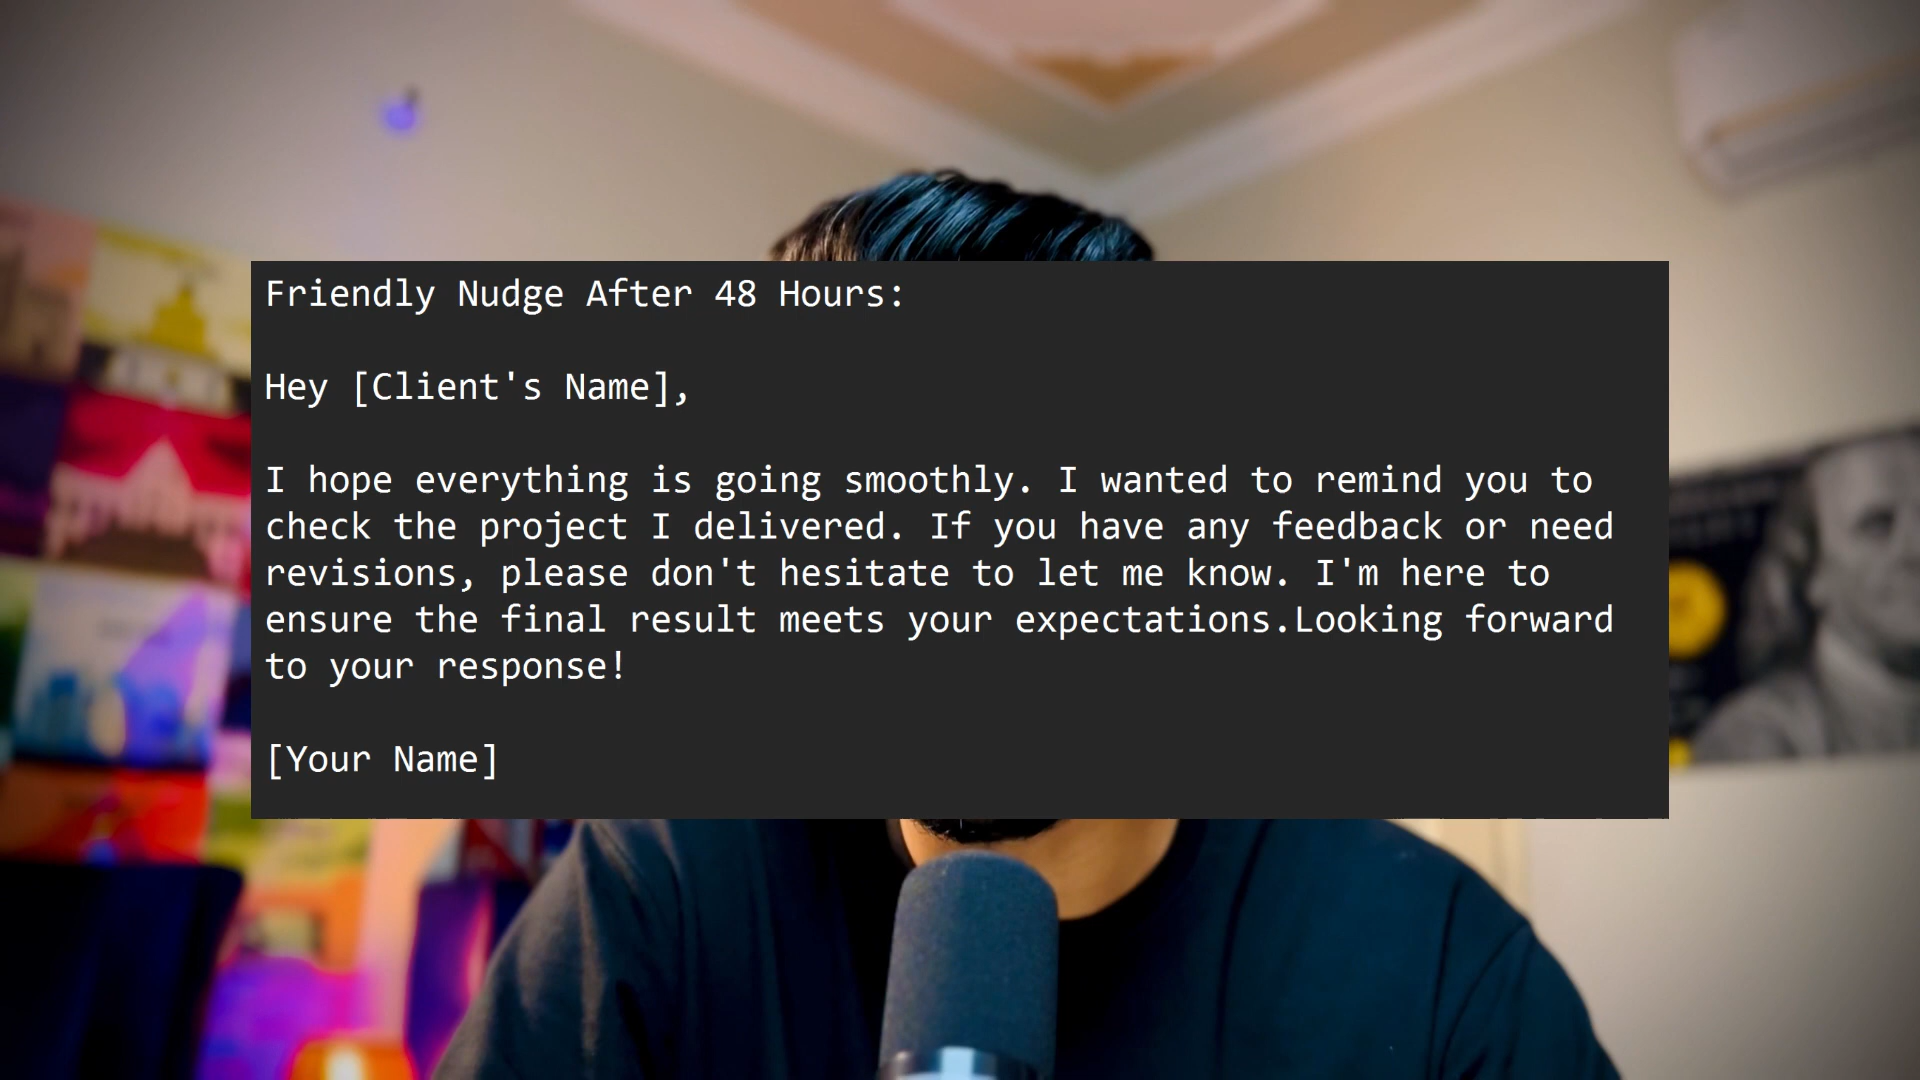 Friendly Nudge After 48 Hours:
Hey [Client's Name],
I hope everything is going smoothly. I wanted to remind you to
check the project I delivered. If you have any feedback or need
revisions, please don't hesitate to let me know. I'm here to
ensure the final result meets your expectations.Looking forward
to your response!
[Your Name]